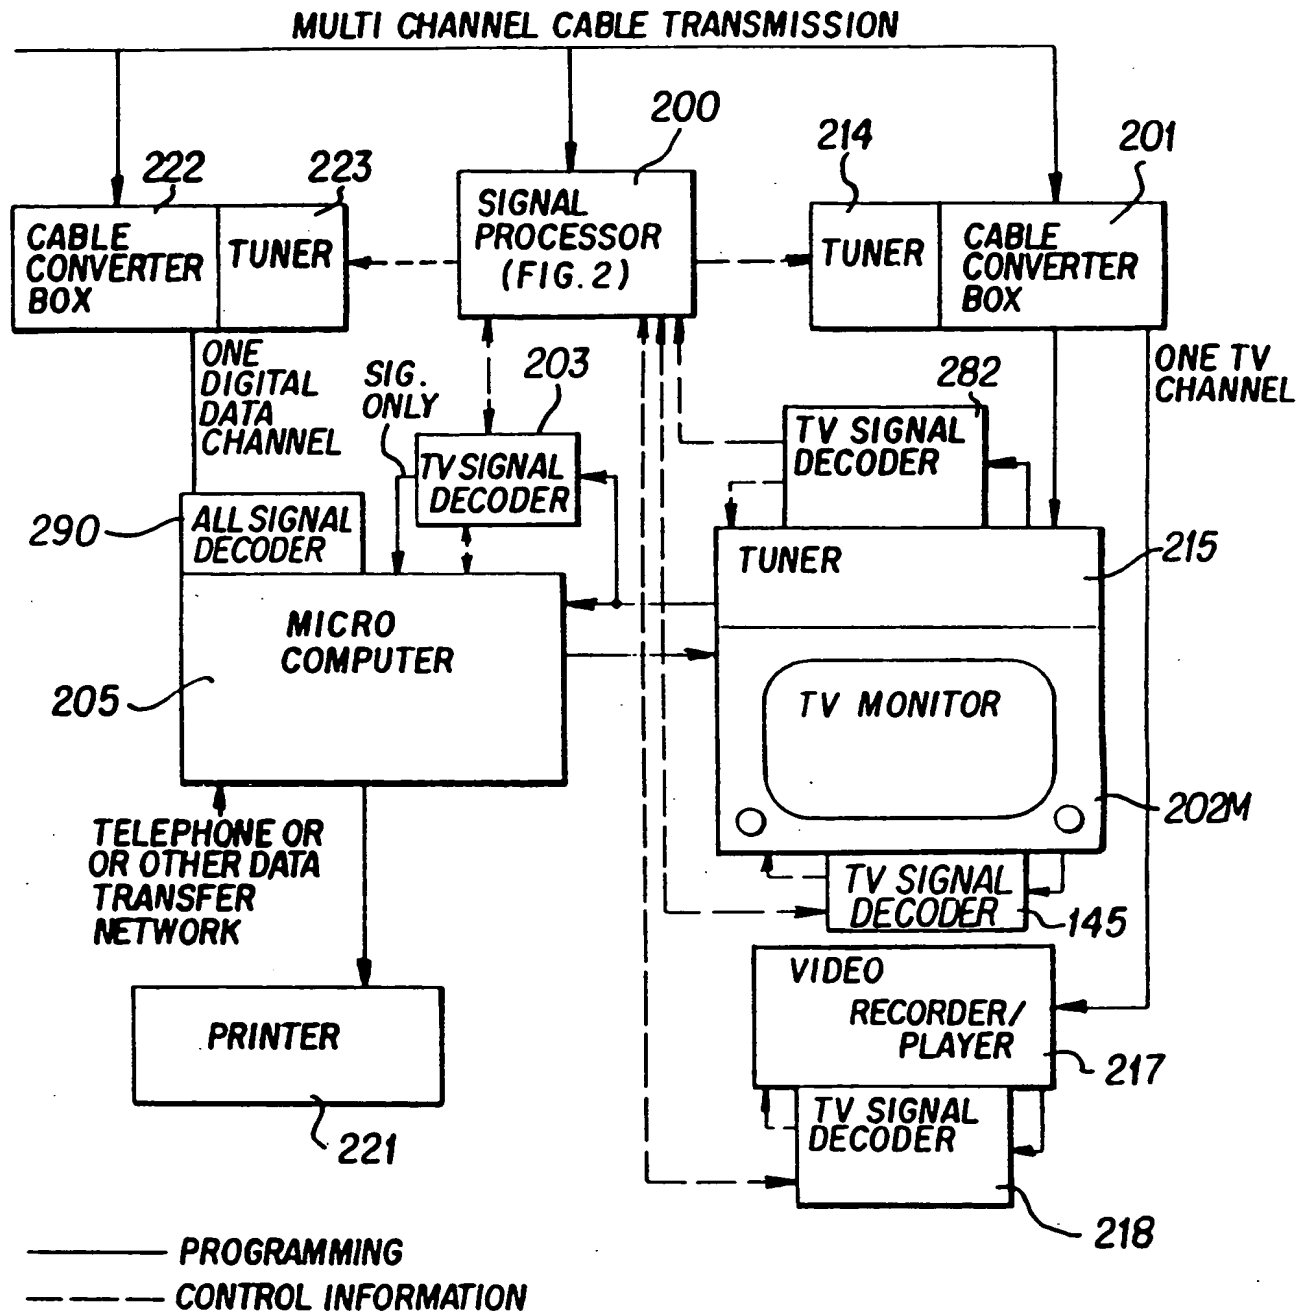 MULTI CHANNEL CABLE TRANSMISSION
200
214
201
222
223
CABLE
CONVERTER
BOX
TUNER
SIGNAL
PROCESSOR
(FIG. 2)
TUNER
CABLE
CONVERTER
BOX
ONE
DIGITAL
DATA
CHANNEL
SIG.
ONLY
203
282
ONE TV
CHANNEL
TV SIGNAL
DECODER
TV SIGNAL
DECODER
290
ALL SIGNAL
DECODER
TUNER
215
MICRO
COMPUTER
205
TV MONITOR
202M
TELEPHONE OR
OR OTHER DATA
TRANSFER
NETWORK
TV SIGNAL
DECODER
145
VIDEO
RECORDER/
PLAYER
217
PRINTER
221
TV SIGNAL
DECODER
218
PROGRAMMING
CONTROL INFORMATION